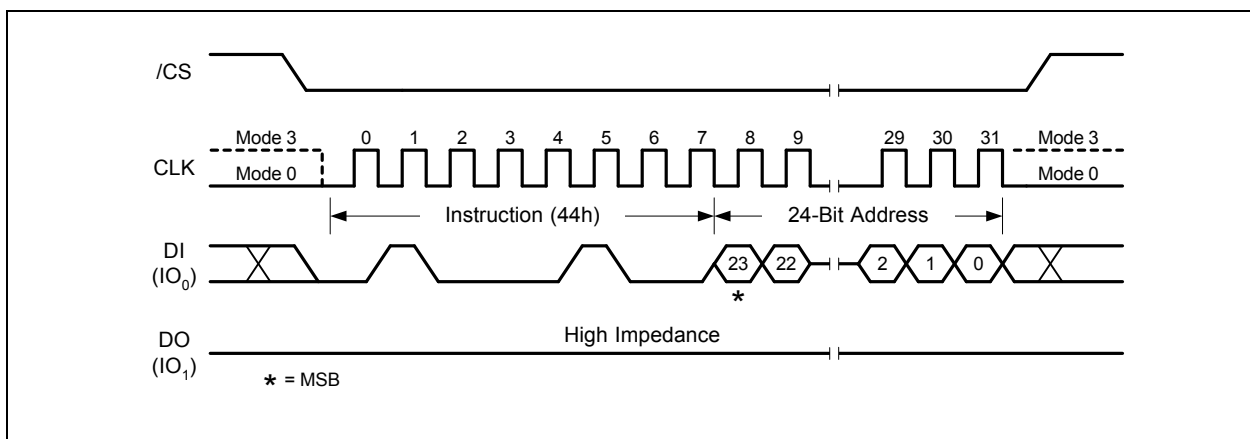 /CS
Mode 3 0 1 2 3 4 5 6 7 8 9 29 30 31 Mode 3
CLK Mode 0 Mode 0
Instruction (44h) 24-Bit Address
DI
(IO0) 23 22 2 1 0
*
High Impedance
DO
(IO1)
* = MSB